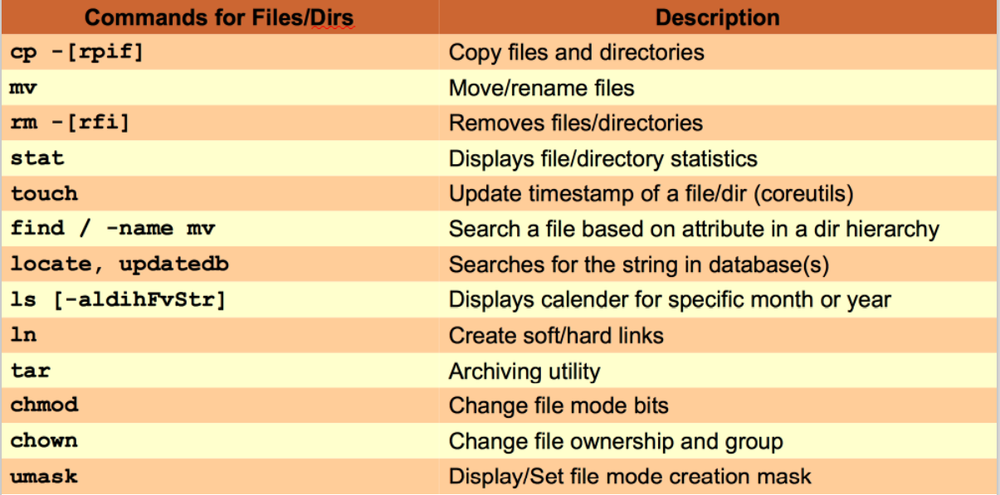 Commands for Files/Dirs Description
cp -[rpif] Copy files and directories
mv Move/rename files
rm -[rfi] Removes files/directories
stat Displays file/directory statistics
touch Update timestamp of a file/dir (coreutils)
find / -name mv Search a file based on attribute in a dir hierarchy
locate, updatedb Searches for the string in database(s)
ls [-aldihFvStr] Displays calender for specific month or year
ln Create soft/hard links
tar Archiving utility
chmod Change file mode bits
chown Change file ownership and group
umask Display/Set file mode creation mask